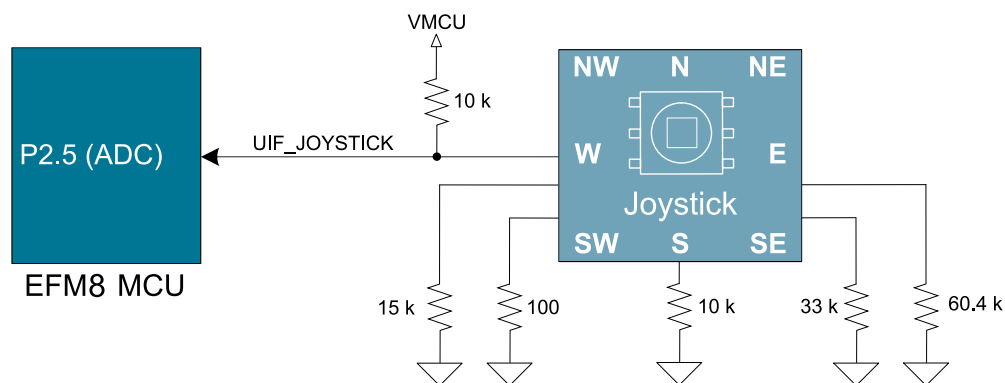 VMCU
NW N NE
10 k
P2.5 (ADC)
UIF_JOYSTICK
W E
Joystick
SW S SE
EFM8 MCU
15 k
100
10 k
33 k
60.4 k